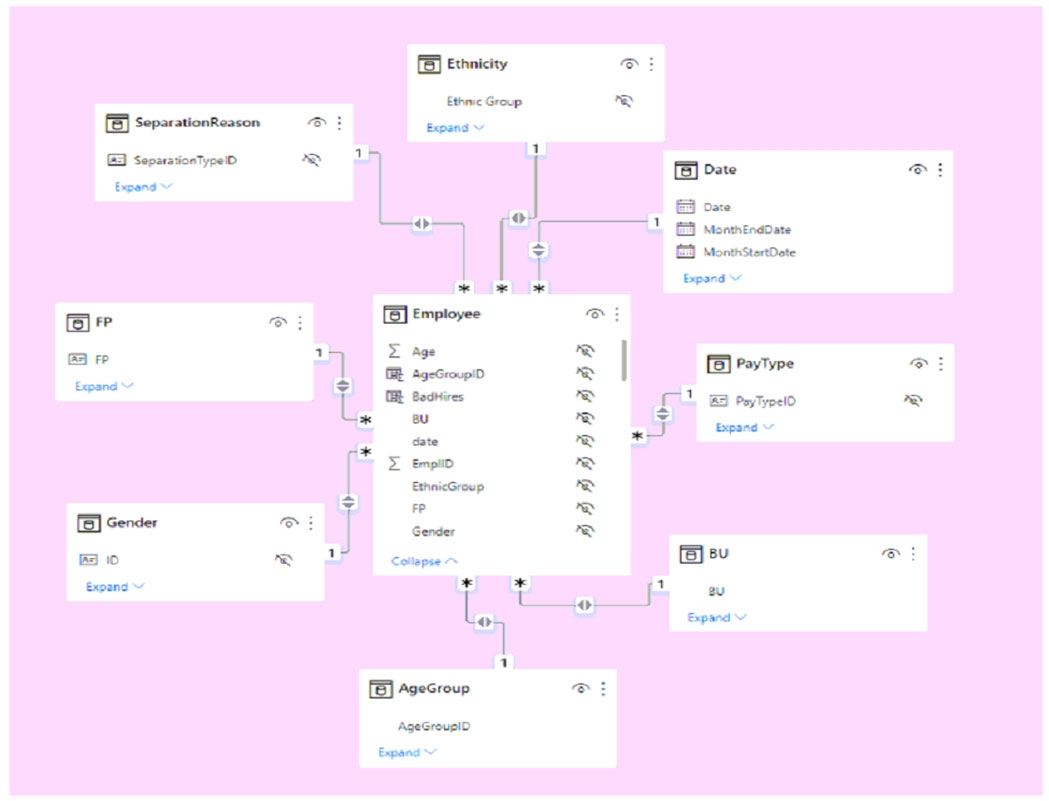 Ethnicity
Ethnic Group
Expand
SeparationReason
SeparationTypeID
Expand
Date
Date
MonthEndDate
MonthStartDate
Expand
1
1
1
*
*
*
FP
FP
Expand
1
*
Employee
Age
AgeGroupID
BadHires
BU
date
EmplID
EthnicGroup
FP
Gender
Collapse
PayType
PayTypeID
Expand
1
*
Gender
ID
Expand
1
*
BU
BU
Expand
1
*
*
1
AgeGroup
AgeGroupID
Expand